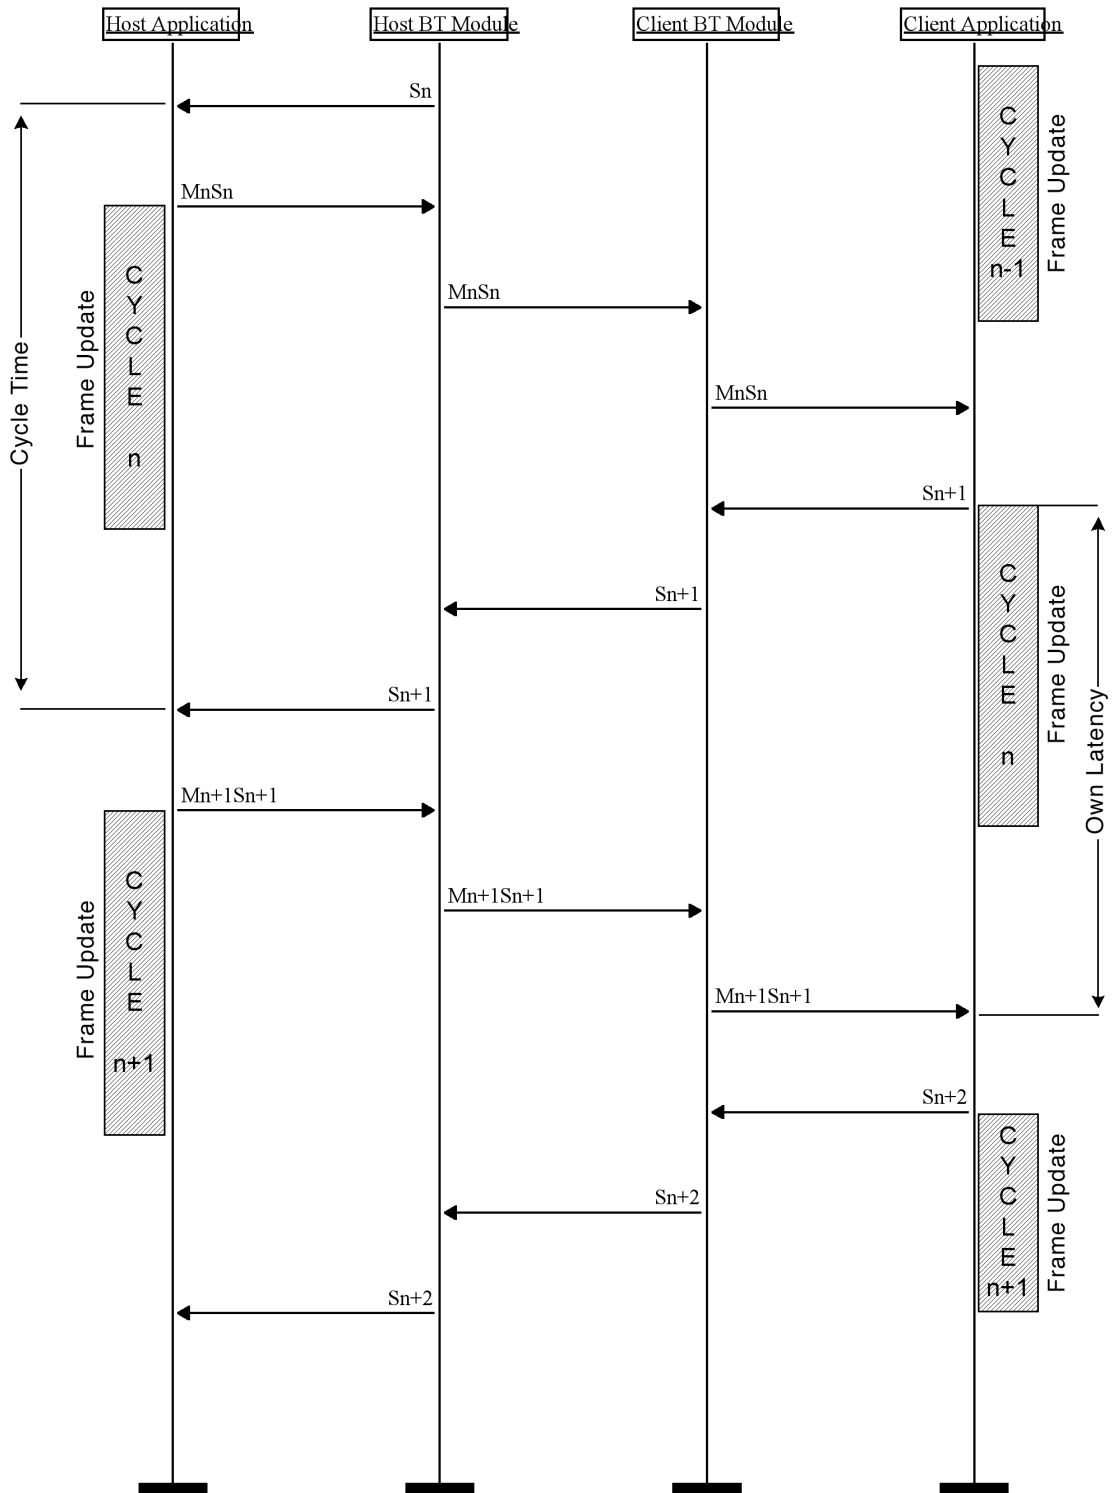 Host Application
Host BT Module
Client BT Module
Client Application
Sn
CYCLE n-1
Frame Update
MnSn
CYCLE n
Frame Update
Cycle Time
MnSn
MnSn
Sn+1
CYCLE n
Frame Update
Own Latency
Sn+1
Sn+1
Mn+1Sn+1
CYCLE n+1
Frame Update
Mn+1Sn+1
Mn+1Sn+1
Sn+2
CYCLE n+1
Frame Update
Sn+2
Sn+2